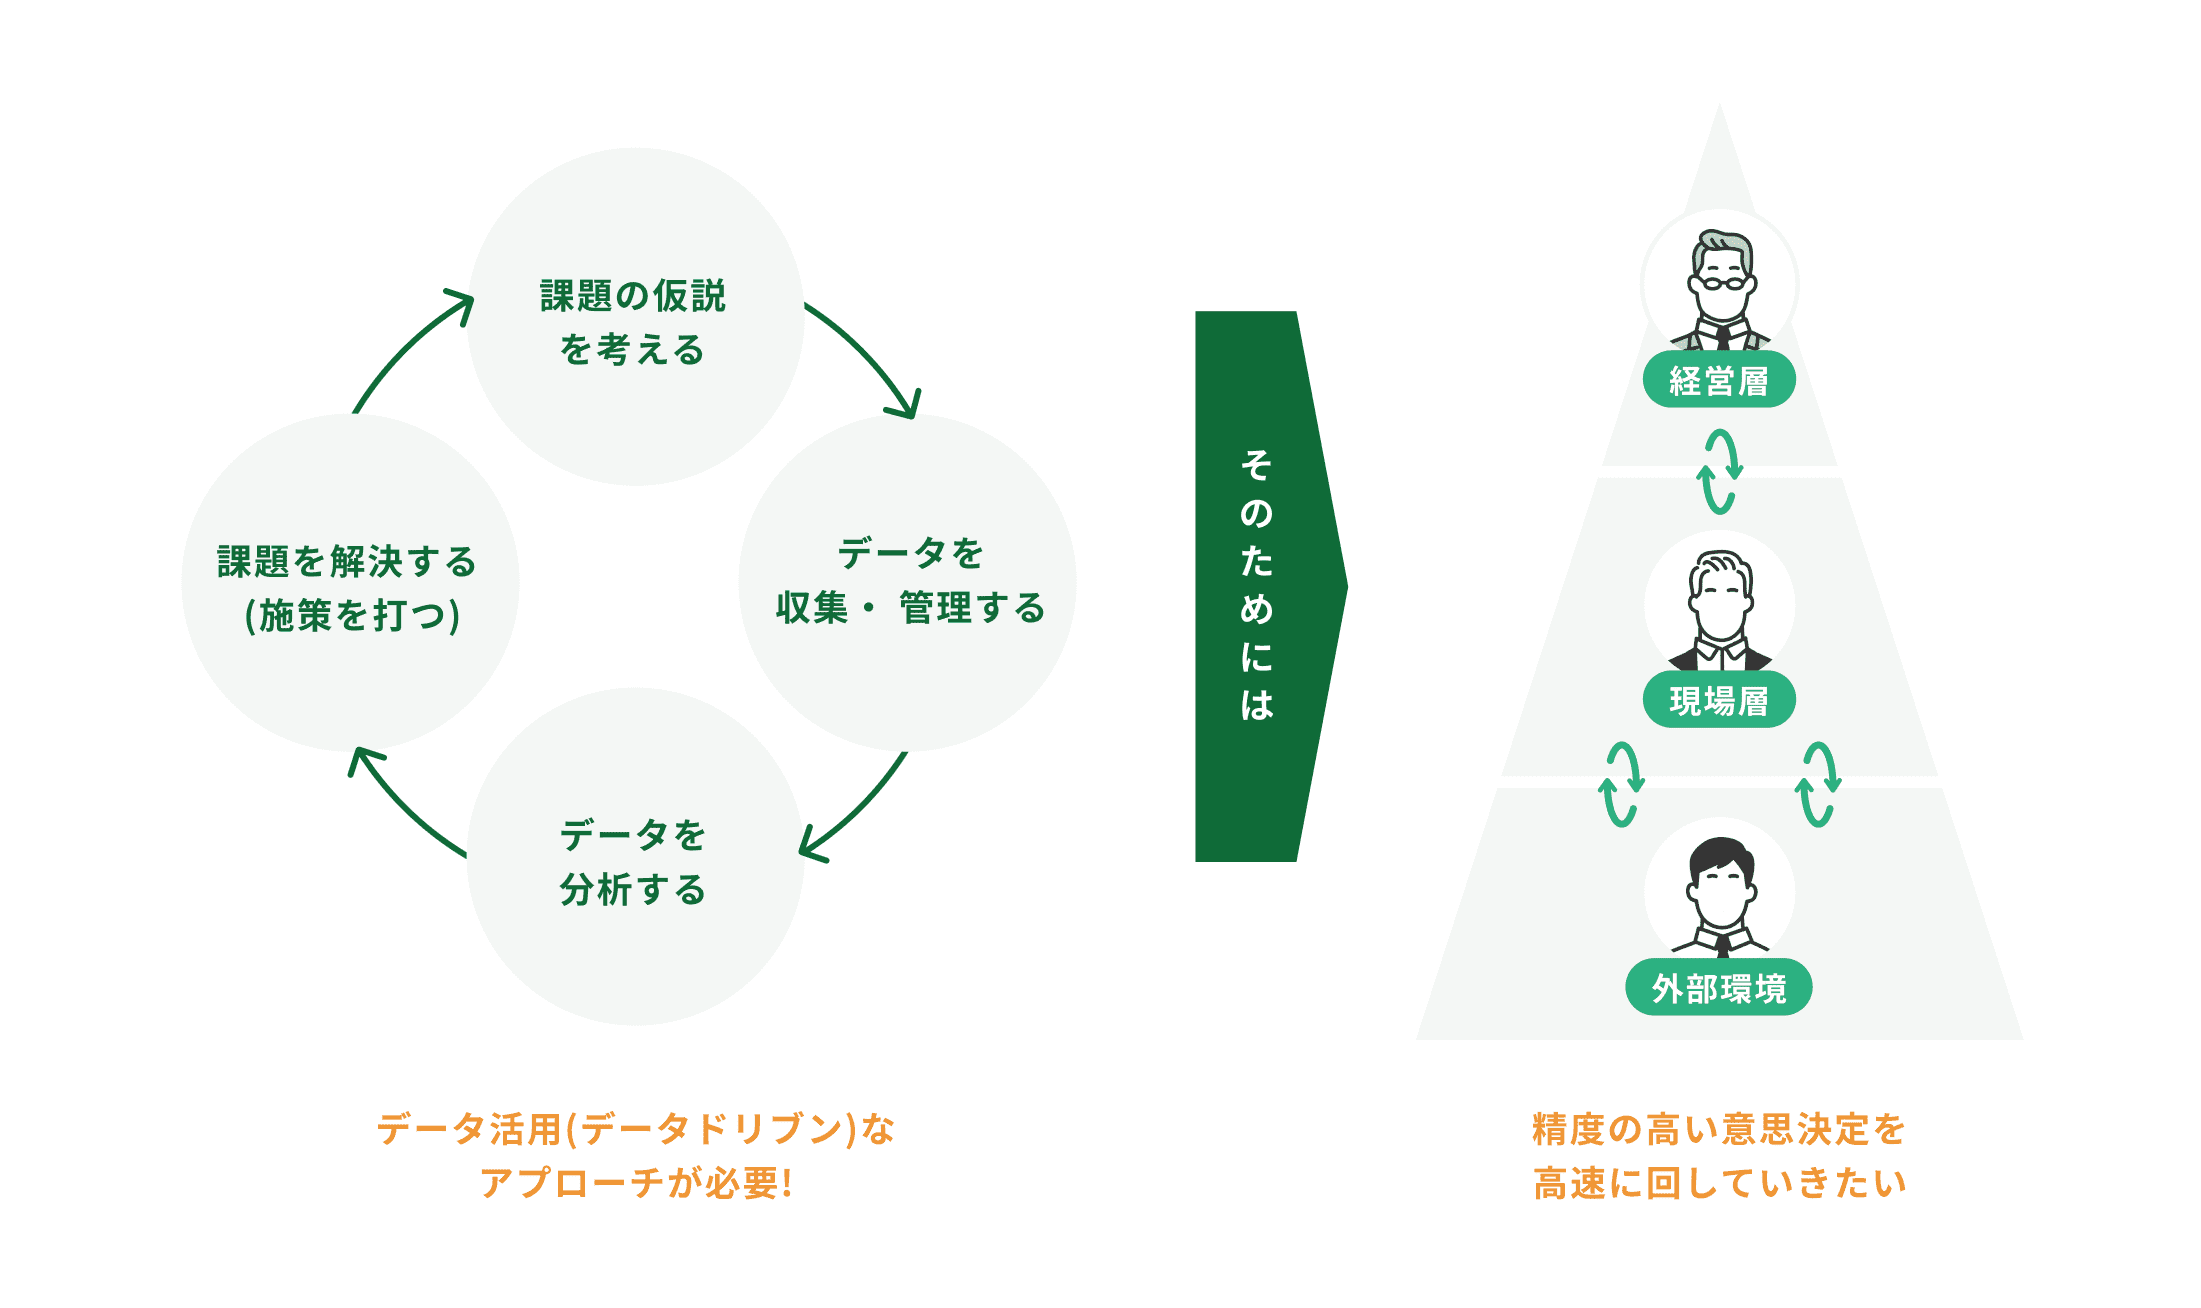 課題の仮説
を考える
データを
収集・ 管理する
データを
分析する
課題を解決する
(施策を打つ)
データ活用(データドリブン)な
アプローチが必要!
そのためには
経営層
現場層
外部環境
精度の高い意思決定を
高速に回していきたい